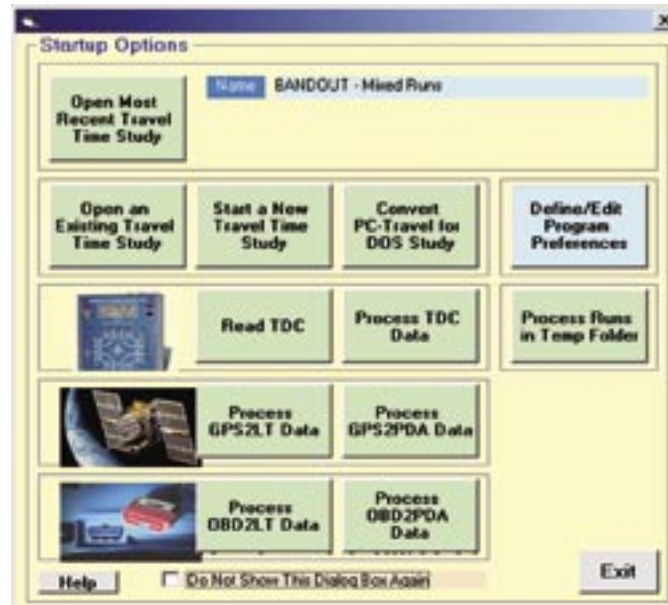 Startup Options
Open Most
Recent Travel
Time Study
Name BANDOUT - Mixed Runs
Open an
Existing Travel
Time Study
Start a New
Travel Time
Study
Convert
PC-Travel for
DOS Study
Define/Edit
Program
Preferences
Read TDC
Process TDC
Data
Process Runs
in Temp Folder
Process
GPS2LT Data
Process
GPS2PDA Data
Process
OBD2LT Data
Process
OBD2PDA
Data
Help
Do Not Show This Dialog Box Again
Exit